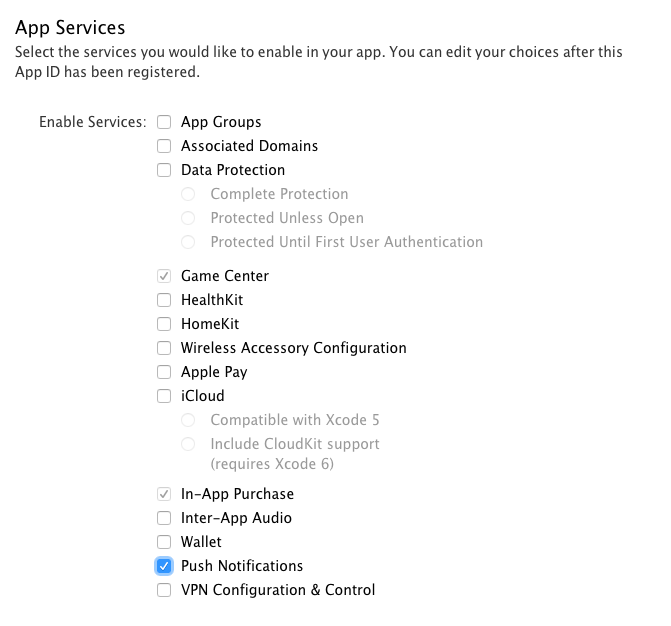 App Services
Select the services you would like to enable in your app. You can edit your choices after this
App ID has been registered.
Enable Services:
App Groups
Associated Domains
Data Protection
Complete Protection
Protected Unless Open
Protected Until First User Authentication
Game Center
HealthKit
HomeKit
Wireless Accessory Configuration
Apple Pay
iCloud
Compatible with Xcode 5
Include CloudKit support
(requires Xcode 6)
In-App Purchase
Inter-App Audio
Wallet
Push Notifications
VPN Configuration & Control